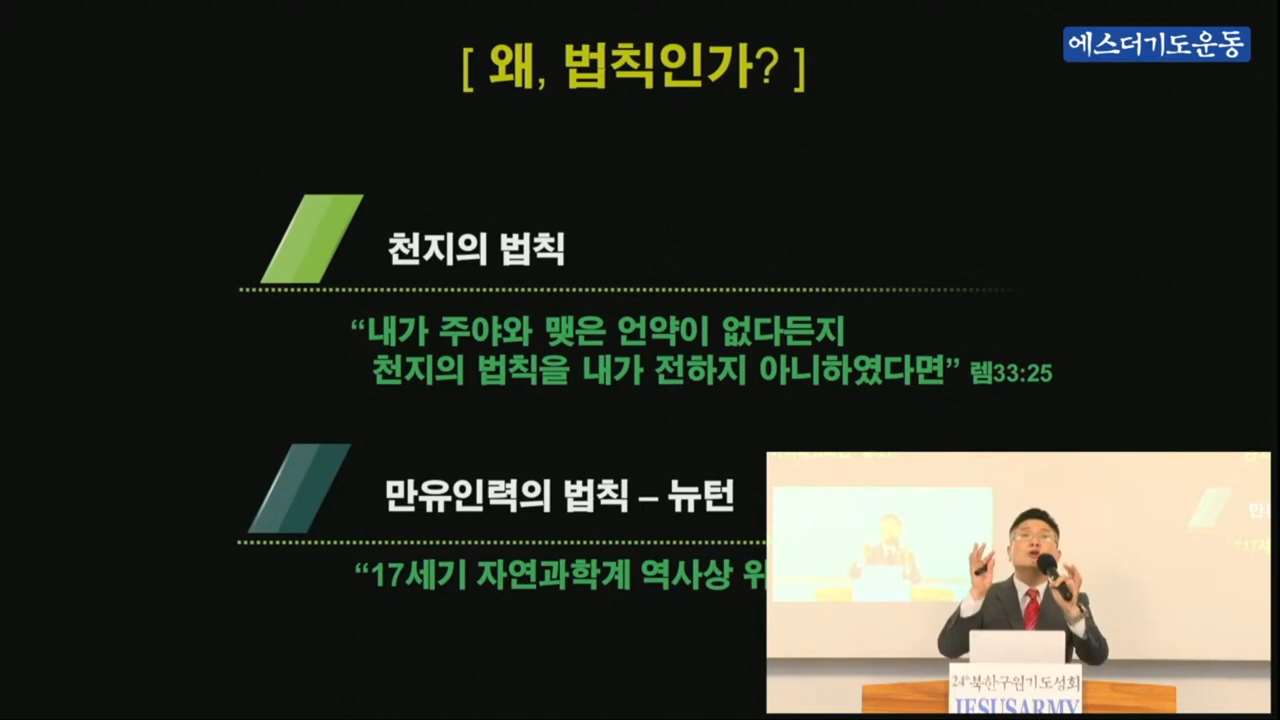 [ 왜, 법칙인가? ]
에스더기도운동
천지의 법칙
“내가 주야와 맺은 언약이 없다든지
천지의 법칙을 내가 전하지 아니하였다면” 렘33:25
만유인력의 법칙 – 뉴턴
“17세기 자연과학계 역사상 위
24th 북한구원기도성회
JESUSARMY